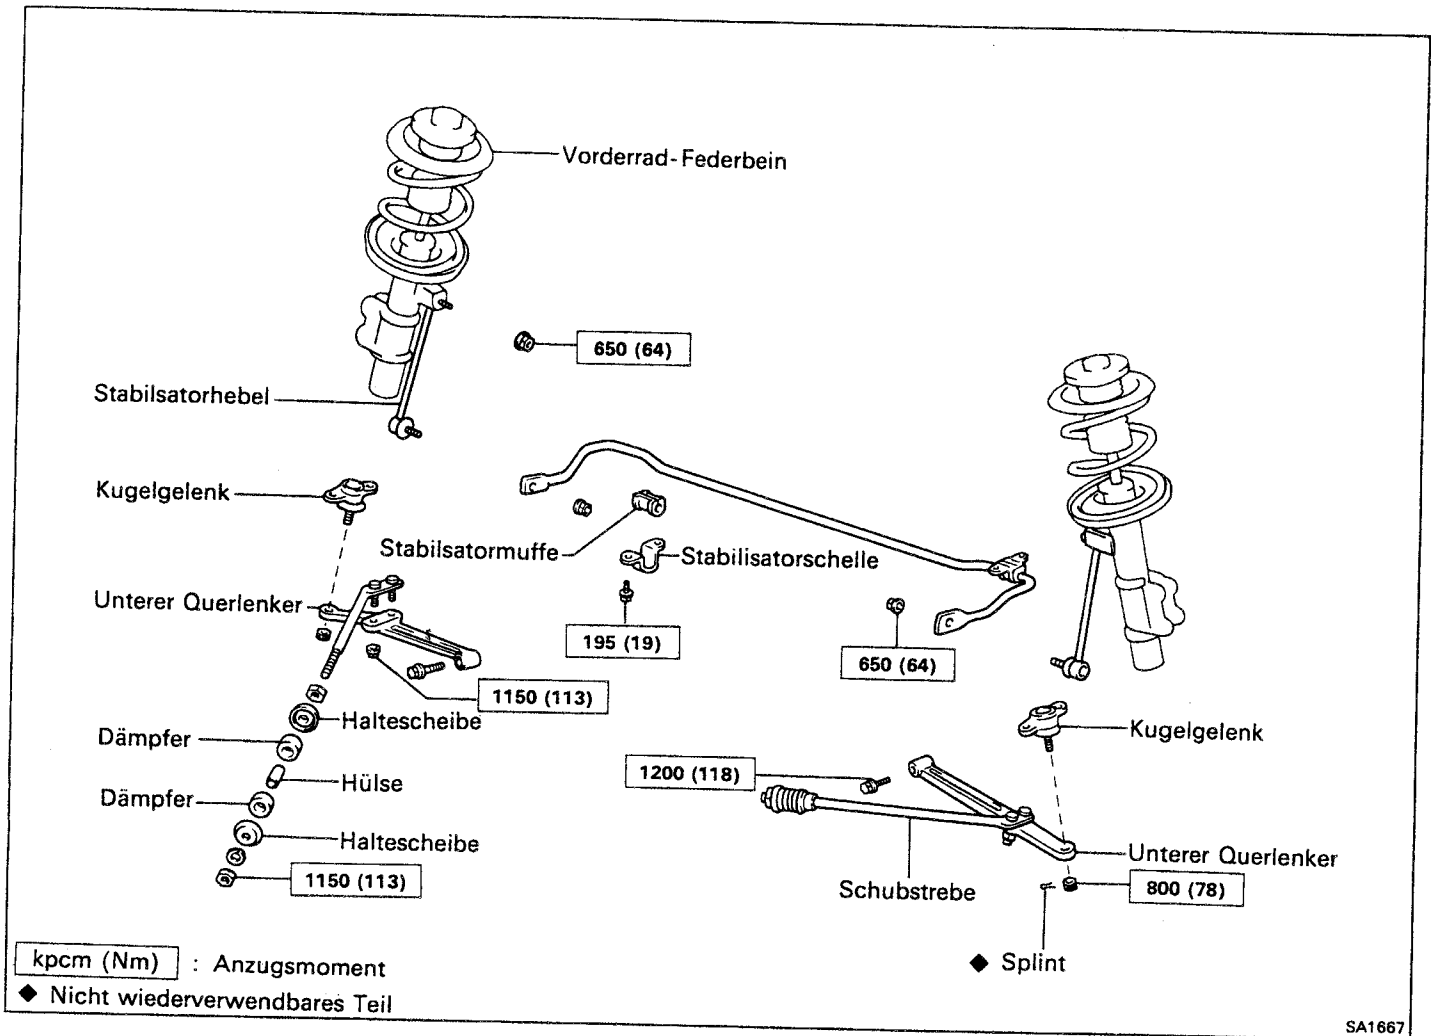 Vorderrad-Federbein
650 (64)
Stabilsatorhebel
Kugelgelenk
Stabilsatormuffe
Stabilisatorschelle
Unterer Querlenker
195 (19)
650 (64)
1150 (113)
Haltescheibe
Dämpfer
Kugelgelenk
1200 (118)
Hülse
Dämpfer
Haltescheibe
Unterer Querlenker
1150 (113)
Schubstrebe
800 (78)
kpcm (Nm) : Anzugsmoment
◆ Splint
◆ Nicht wiederverwendbares Teil
SA1667